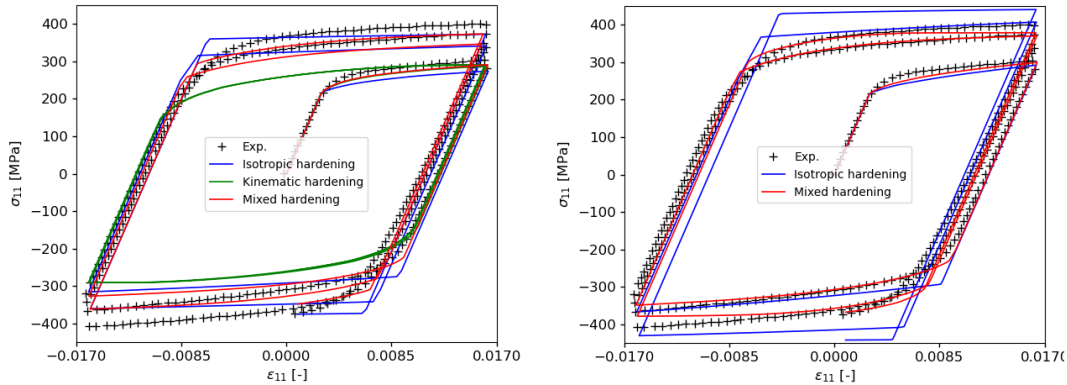 400
300
200
100
0
−100
−200
−300
−400
σ11 [MPa]
Exp.
Isotropic hardening
Kinematic hardening
Mixed hardening
−0.0170 −0.0085 0.0000 0.0085 0.0170
ε11 [-]
400
300
200
100
0
−100
−200
−300
−400
σ11 [MPa]
Exp.
Isotropic hardening
Mixed hardening
−0.0170 −0.0085 0.0000 0.0085 0.0170
ε11 [-]